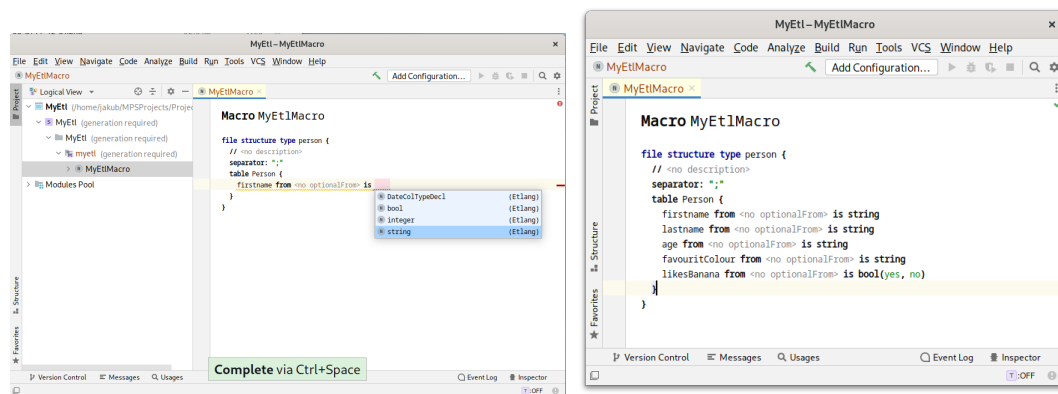 MyEtl – MyEtlMacro ×
File Edit View Navigate Code Analyze Build Run Tools VCS Window Help
MyEtlMacro Add Configuration...
Project
Logical View
MyEtlMacro ×
MyEtl (/home/jakub/MPSProjects/Projec
MyEtl (generation required)
MyEtl (generation required)
myetl (generation required)
MyEtlMacro
Modules Pool
Macro MyEtlMacro
file structure type person {
// <no description>
separator: ";"
table Person {
firstname from <no optionalFrom> is
}
}
DateColTypeDecl (Etlang)
bool (Etlang)
integer (Etlang)
string (Etlang)
Structure
Favorites
Complete via Ctrl+Space
Version Control Messages Usages Event Log Inspector
T :OFF
MyEtl – MyEtlMacro ×
File Edit View Navigate Code Analyze Build Run Tools VCS Window Help
MyEtlMacro Add Configuration...
Project
MyEtlMacro ×
Macro MyEtlMacro
file structure type person {
// <no description>
separator: ";"
table Person {
firstname from <no optionalFrom> is string
lastname from <no optionalFrom> is string
age from <no optionalFrom> is string
favouritColour from <no optionalFrom> is string
likesBanana from <no optionalFrom> is bool(yes, no)
}
}
Structure
Favorites
Version Control Messages Usages Event Log Inspector
T :OFF